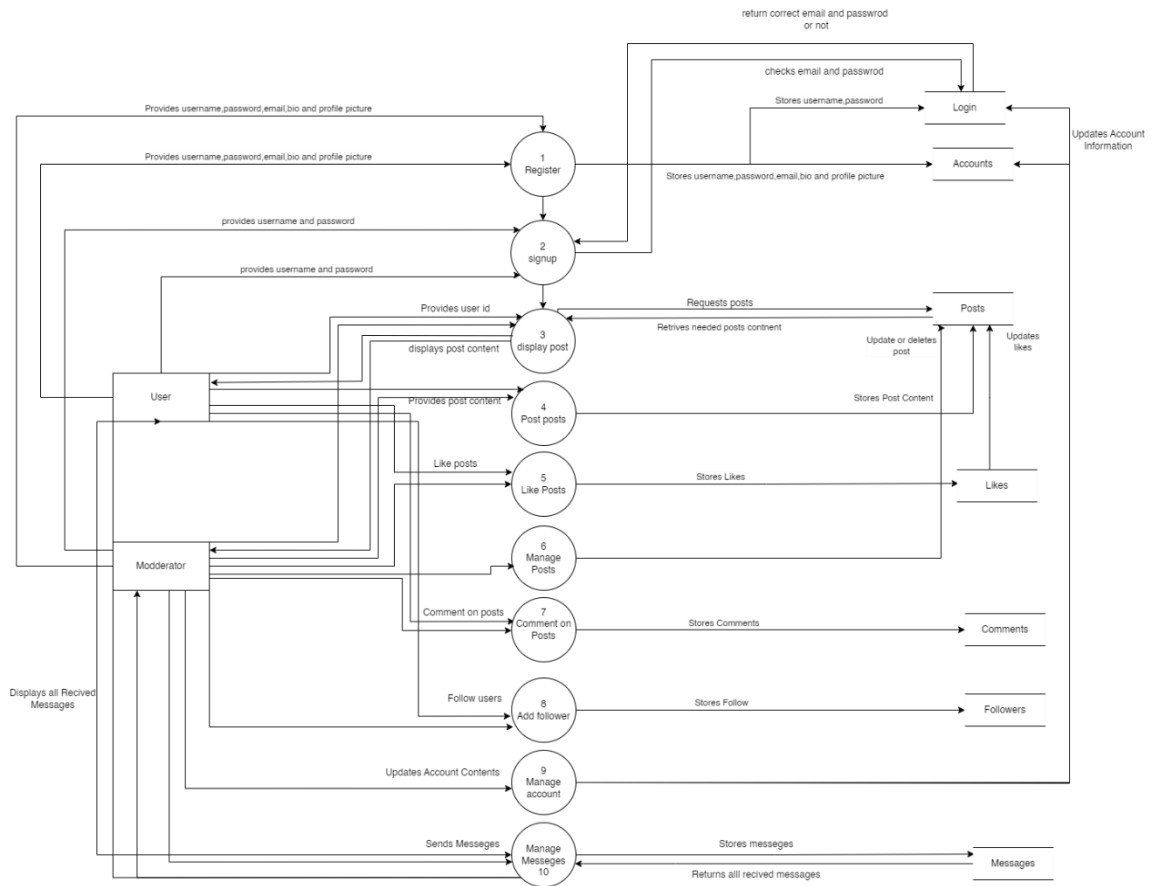 return correct email and passwrod
or not
checks email and passwrod
Provides username,password,email,bio and profile picture
Stores username,password
Login
Updates Account
Information
Provides username,password,email,bio and profile picture
1
Register
Accounts
Stores username,password,email,bio and profile picture
provides username and password
2
signup
provides username and password
Provides user id
Requests posts
Posts
3
display post
Retrives needed posts contnent
displays post content
Update or deletes
post
Updates
likes
User
Provides post content
4
Post posts
Stores Post Content
Like posts
5
Like Posts
Stores Likes
Likes
6
Manage
Posts
Modderator
Comment on posts
7
Comment on
Posts
Stores Comments
Comments
Displays all Recived
Messages
Follow users
8
Add follower
Stores Follow
Followers
Updates Account Contents
9
Manage
account
Sends Messeges
Manage
Messeges
10
Stores messeges
Messages
Returns alll recived messages